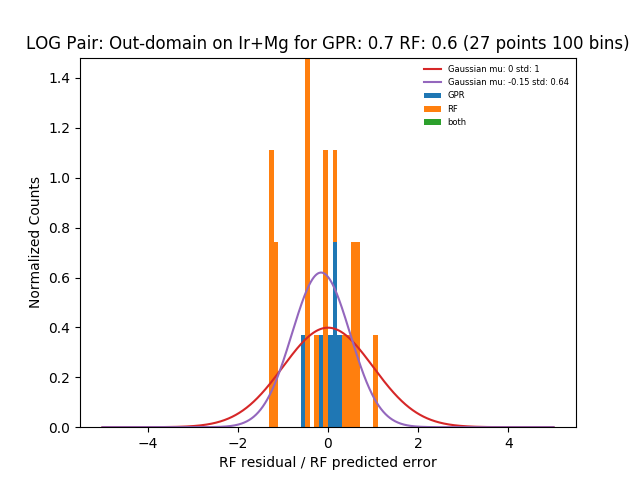 LOG Pair: Out-domain on Ir+Mg for GPR: 0.7 RF: 0.6 (27 points 100 bins)
Gaussian mu: 0 std: 1
Gaussian mu: -0.15 std: 0.64
GPR
RF
both
Normalized Counts
1.4
1.2
1.0
0.8
0.6
0.4
0.2
0.0
−4 −2 0 2 4
RF residual / RF predicted error